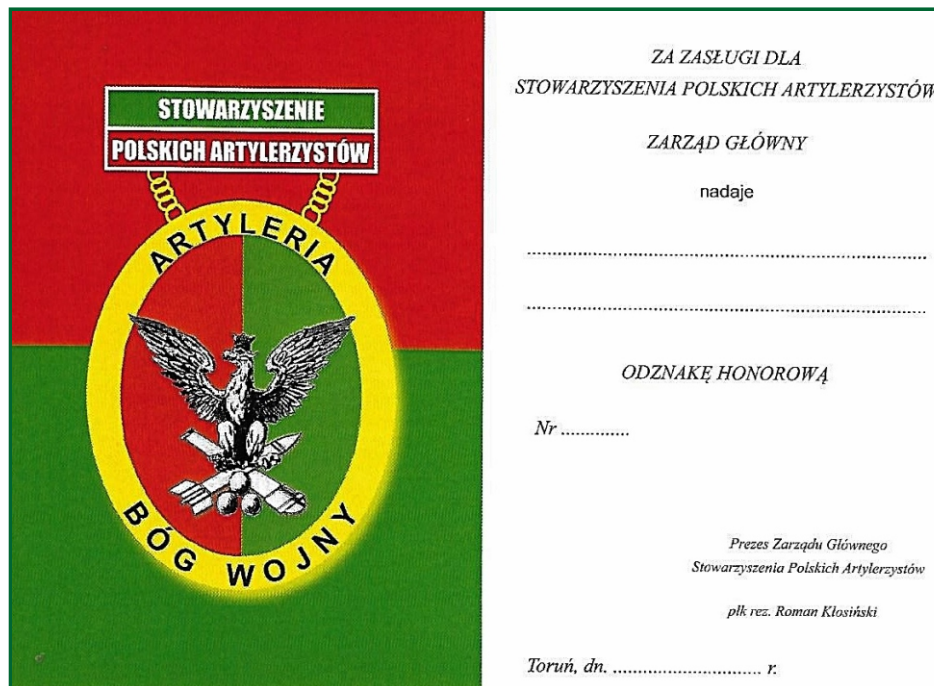 STOWARZYSZENIE
POLSKICH ARTYLERZYSTÓW
ARTYLERIA
BÓG WOJNY
ZA ZASŁUGI DLA
STOWARZYSZENIA POLSKICH ARTYLERZYSTÓW
ZARZĄD GŁÓWNY
nadaje
................................................................................
................................................................................
ODZNAKĘ HONOROWĄ
Nr ..............
Prezes Zarządu Głównego
Stowarzyszenia Polskich Artylerzystów
płk rez. Roman Kłosiński
Toruń, dn. ............................. r.